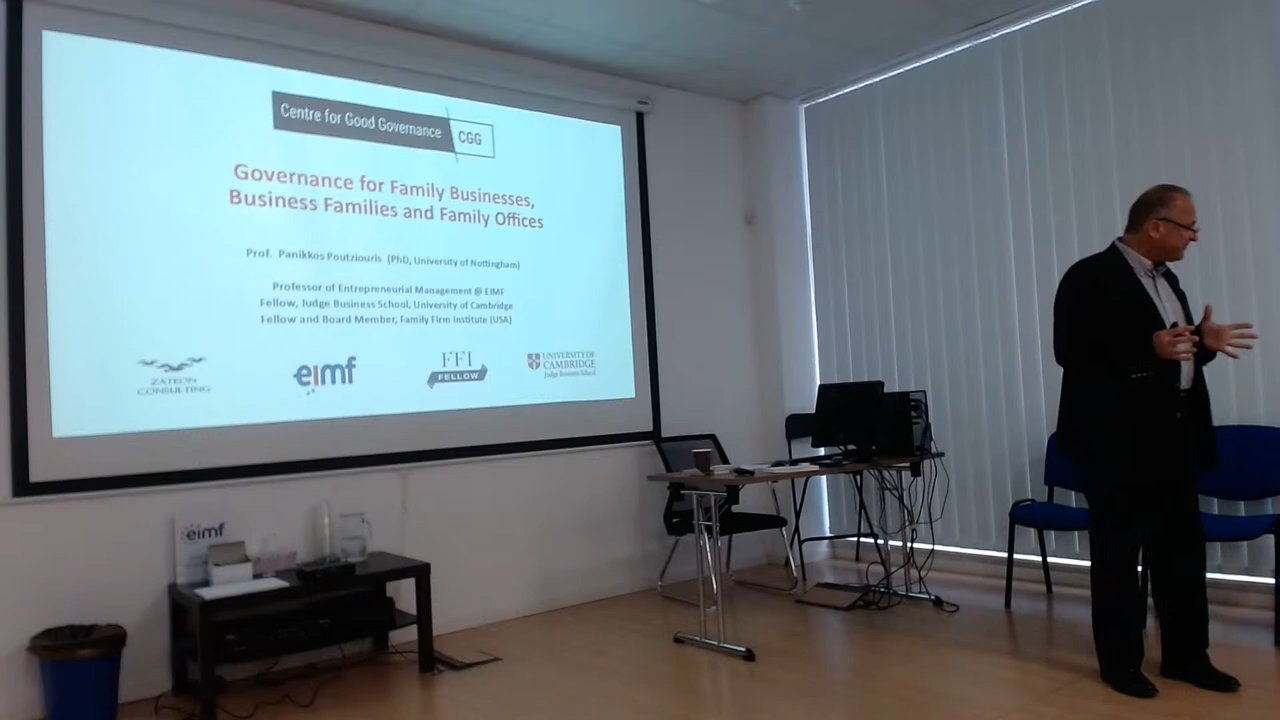 Centre for Good Governance CGG
Governance for Family Businesses,
Business Families and Family Offices
Prof. Panikkos Poutziouris (PhD, University of Nottingham)
Professor of Entrepreneurial Management @ EIMF
Fellow, Judge Business School, University of Cambridge
Fellow and Board Member, Family Firm Institute (USA)
ZATEON
CONSULTING
eimf
FFI
FELLOW
UNIVERSITY OF
CAMBRIDGE
Judge Business School
eimf